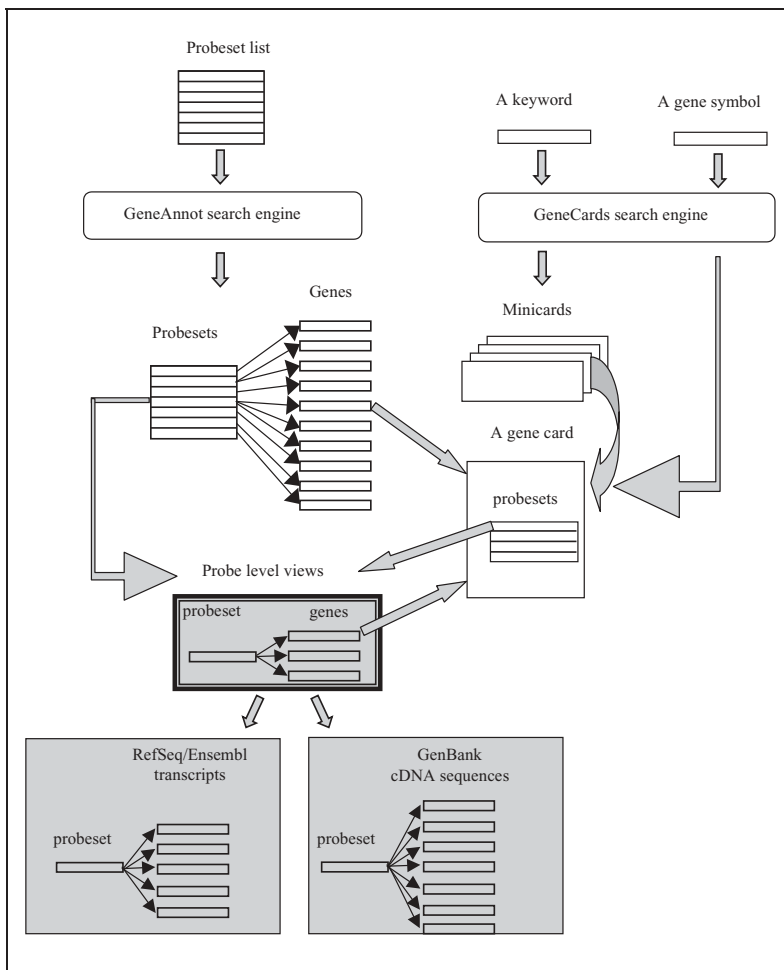 Probeset list
A keyword
A gene symbol
GeneAnnot search engine
GeneCards search engine
Genes
Probesets
Minicards
A gene card
probesets
Probe level views
probeset
genes
RefSeq/Ensembl
transcripts
probeset
GenBank
cDNA sequences
probeset